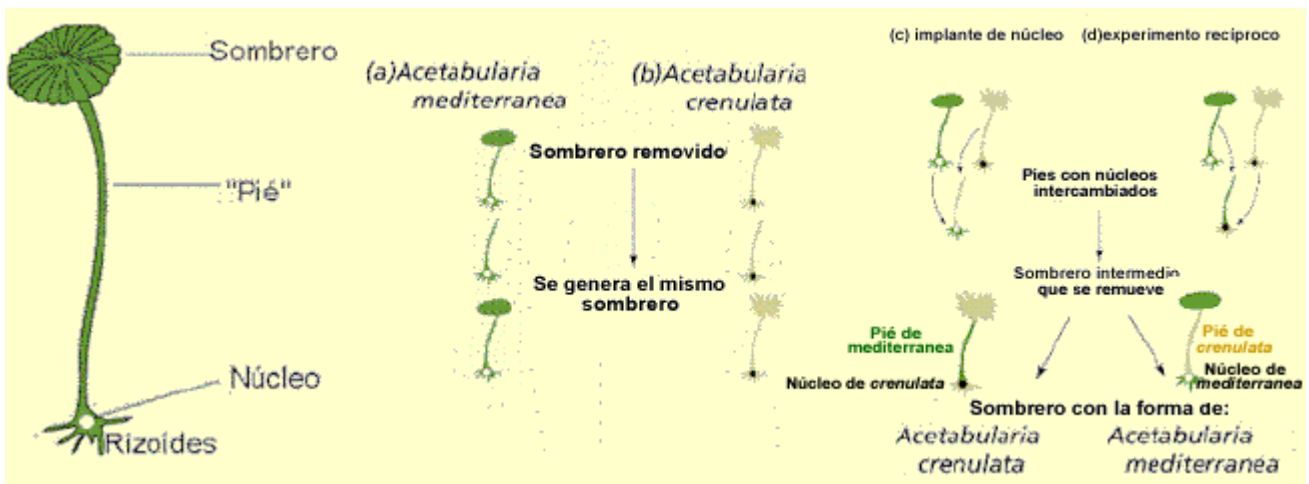 Sombrero
"Pié"
Núcleo
Rizoídes
(a)Acetabularia
mediterranea
(b)Acetabularia
crenulata
Sombrero removido
Se genera el mismo
sombrero
(c) implante de núcleo
(d)experimento recíproco
Pies con núcleos
intercambiados
Sombrero intermedio
que se remueve
Pié de
mediterranea
Núcleo de crenulata
Pié de
crenulata
Núcleo de
mediterranea
Sombrero con la forma de:
Acetabularia
crenulata
Acetabularia
mediterranea